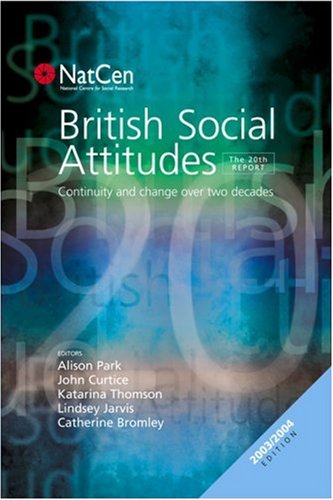 NatCen
National Centre for Social Research
British Social
Attitudes
The 20th
REPORT
Continuity and change over two decades
20
EDITORS
Alison Park
John Curtice
Katarina Thomson
Lindsey Jarvis
Catherine Bromley
2003/2004
EDITION